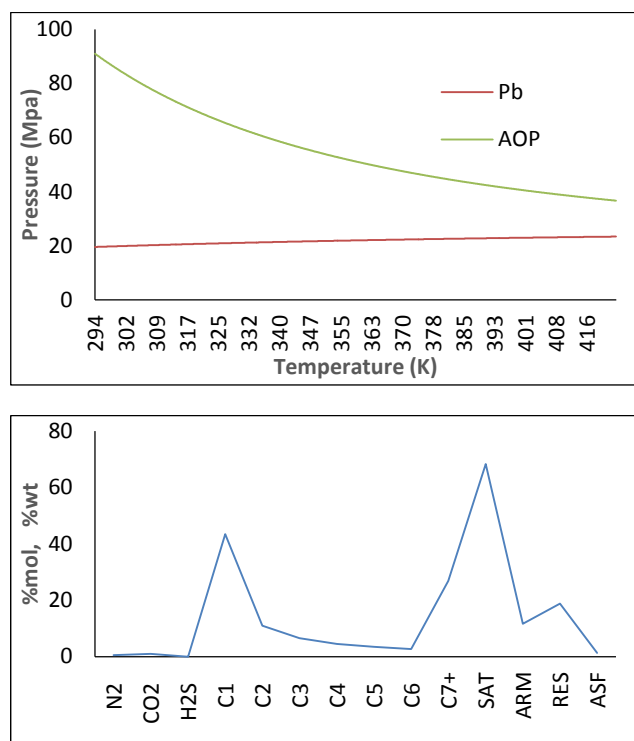 100
80
60
40
20
0
Pressure (Mpa)
Pb
AOP
294
302
309
317
325
332
340
347
355
363
370
378
385
393
401
408
416
Temperature (K)
80
60
40
20
0
%mol, %wt
N2
CO2
H2S
C1
C2
C3
C4
C5
C6
C7+
SAT
ARM
RES
ASF